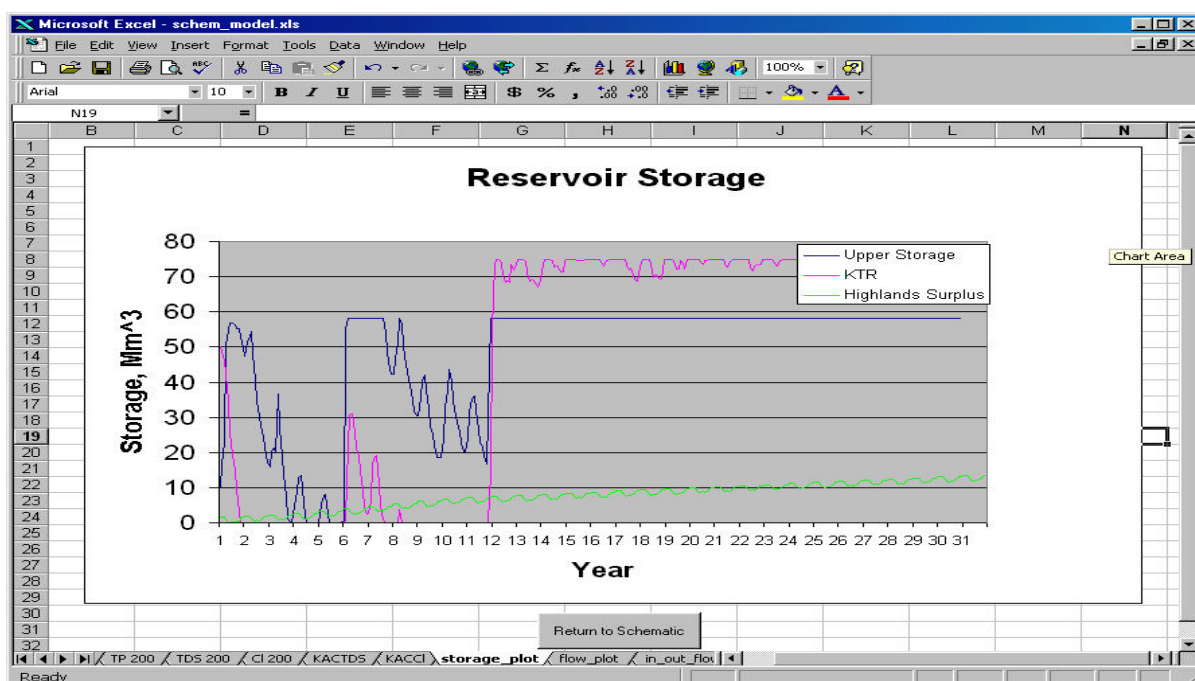 Microsoft Excel - schem_model.xls
File Edit View Insert Format Tools Data Window Help
ABC Σ fx A Z Z A 100% ?
Arial 10 B I U $ % , .00 .00 A
N19 =
B C D E F G H I J K L M N
1
2
3
4
5
6
7
8
9
10
11
12
13
14
15
16
17
18
19
20
21
22
23
24
25
26
27
28
29
30
31
32
Reservoir Storage
Storage, Mm^3
80
70
60
50
40
30
20
10
0
Upper Storage
KTR
Highlands Surplus
Chart Area
1 2 3 4 5 6 7 8 9 10 11 12 13 14 15 16 17 18 19 20 21 22 23 24 25 26 27 28 29 30 31
Year
Return to Schematic
TP 200 TDS 200 Cl 200 KACTDS KACCl storage_plot flow_plot in_out_flo
Ready